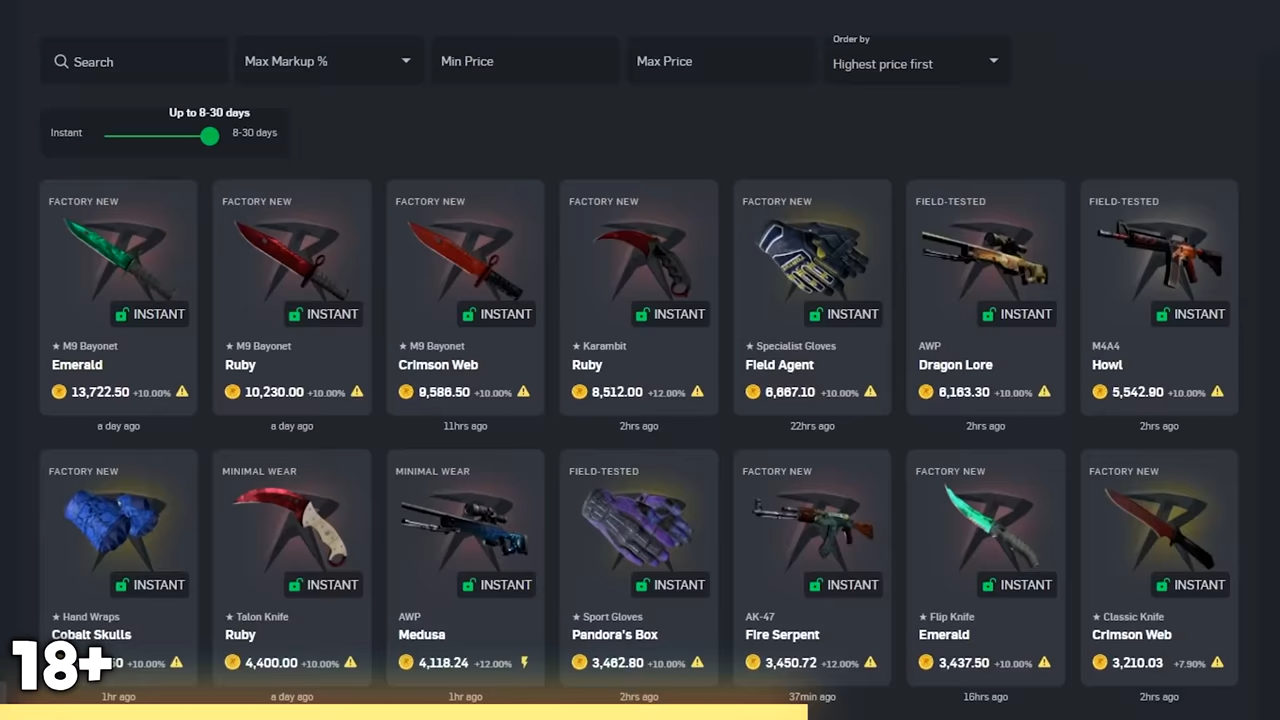 Order by
Search
Max Markup %
Min Price
Max Price
Highest price first
Up to 8-30 days
Instant
8-30 days
FACTORY NEW
INSTANT
★ M9 Bayonet
Emerald
13,722.50 +10.00%
a day ago
FACTORY NEW
INSTANT
★ M9 Bayonet
Ruby
10,230.00 +10.00%
a day ago
FACTORY NEW
INSTANT
★ M9 Bayonet
Crimson Web
9,586.50 +10.00%
11hrs ago
FACTORY NEW
INSTANT
★ Karambit
Ruby
8,512.00 +12.00%
2hrs ago
FACTORY NEW
INSTANT
★ Specialist Gloves
Field Agent
6,667.10 +10.00%
22hrs ago
FIELD-TESTED
INSTANT
AWP
Dragon Lore
6,163.30 +10.00%
2hrs ago
FIELD-TESTED
INSTANT
M4A4
Howl
5,542.90 +10.00%
2hrs ago
FACTORY NEW
INSTANT
★ Hand Wraps
Cobalt Skulls
+10.00%
1hr ago
MINIMAL WEAR
INSTANT
★ Talon Knife
Ruby
4,400.00 +10.00%
a day ago
MINIMAL WEAR
INSTANT
AWP
Medusa
4,118.24 +12.00%
1hr ago
FIELD-TESTED
INSTANT
★ Sport Gloves
Pandora's Box
3,462.80 +10.00%
2hrs ago
FACTORY NEW
INSTANT
AK-47
Fire Serpent
3,450.72 +12.00%
37min ago
FACTORY NEW
INSTANT
★ Flip Knife
Emerald
3,437.50 +10.00%
16hrs ago
FACTORY NEW
INSTANT
★ Classic Knife
Crimson Web
3,210.03 +7.90%
2hrs ago
18+